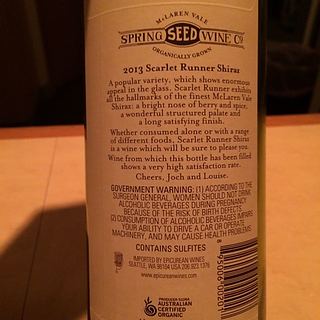 McLAREN VALE
SPRING SEED WINE Co
ORGANICALLY GROWN
2013 Scarlet Runner Shiraz
A popular variety, which shows enormous
appeal in the glass. Scarlet Runner exhibits
all the hallmarks of the finest McLaren Vale
Shiraz: a bright nose of berry and spice,
a wonderful structured palate and
a long satisfying finish.
Whether consumed alone or with a range
of different foods, Scarlet Runner Shiraz
is a wine which will be sure to please you.
Wine from which this bottle has been filled
shows a very high satisfaction rate.
Cheers, Joch and Louise.
GOVERNMENT WARNING: (1) ACCORDING TO THE
SURGEON GENERAL, WOMEN SHOULD NOT DRINK
ALCOHOLIC BEVERAGES DURING PREGNANCY
BECAUSE OF THE RISK OF BIRTH DEFECTS.
(2) CONSUMPTION OF ALCOHOLIC BEVERAGES IMPAIRS
YOUR ABILITY TO DRIVE A CAR OR OPERATE
MACHINERY, AND MAY CAUSE HEALTH PROBLEMS
CONTAINS SULFITES
IMPORTED BY EPICUREAN WINES
SEATTLE, WA 98104 USA 206.923.1376
www.epicureanwines.com
AUSTRALIAN
CERTIFIED
ORGANIC